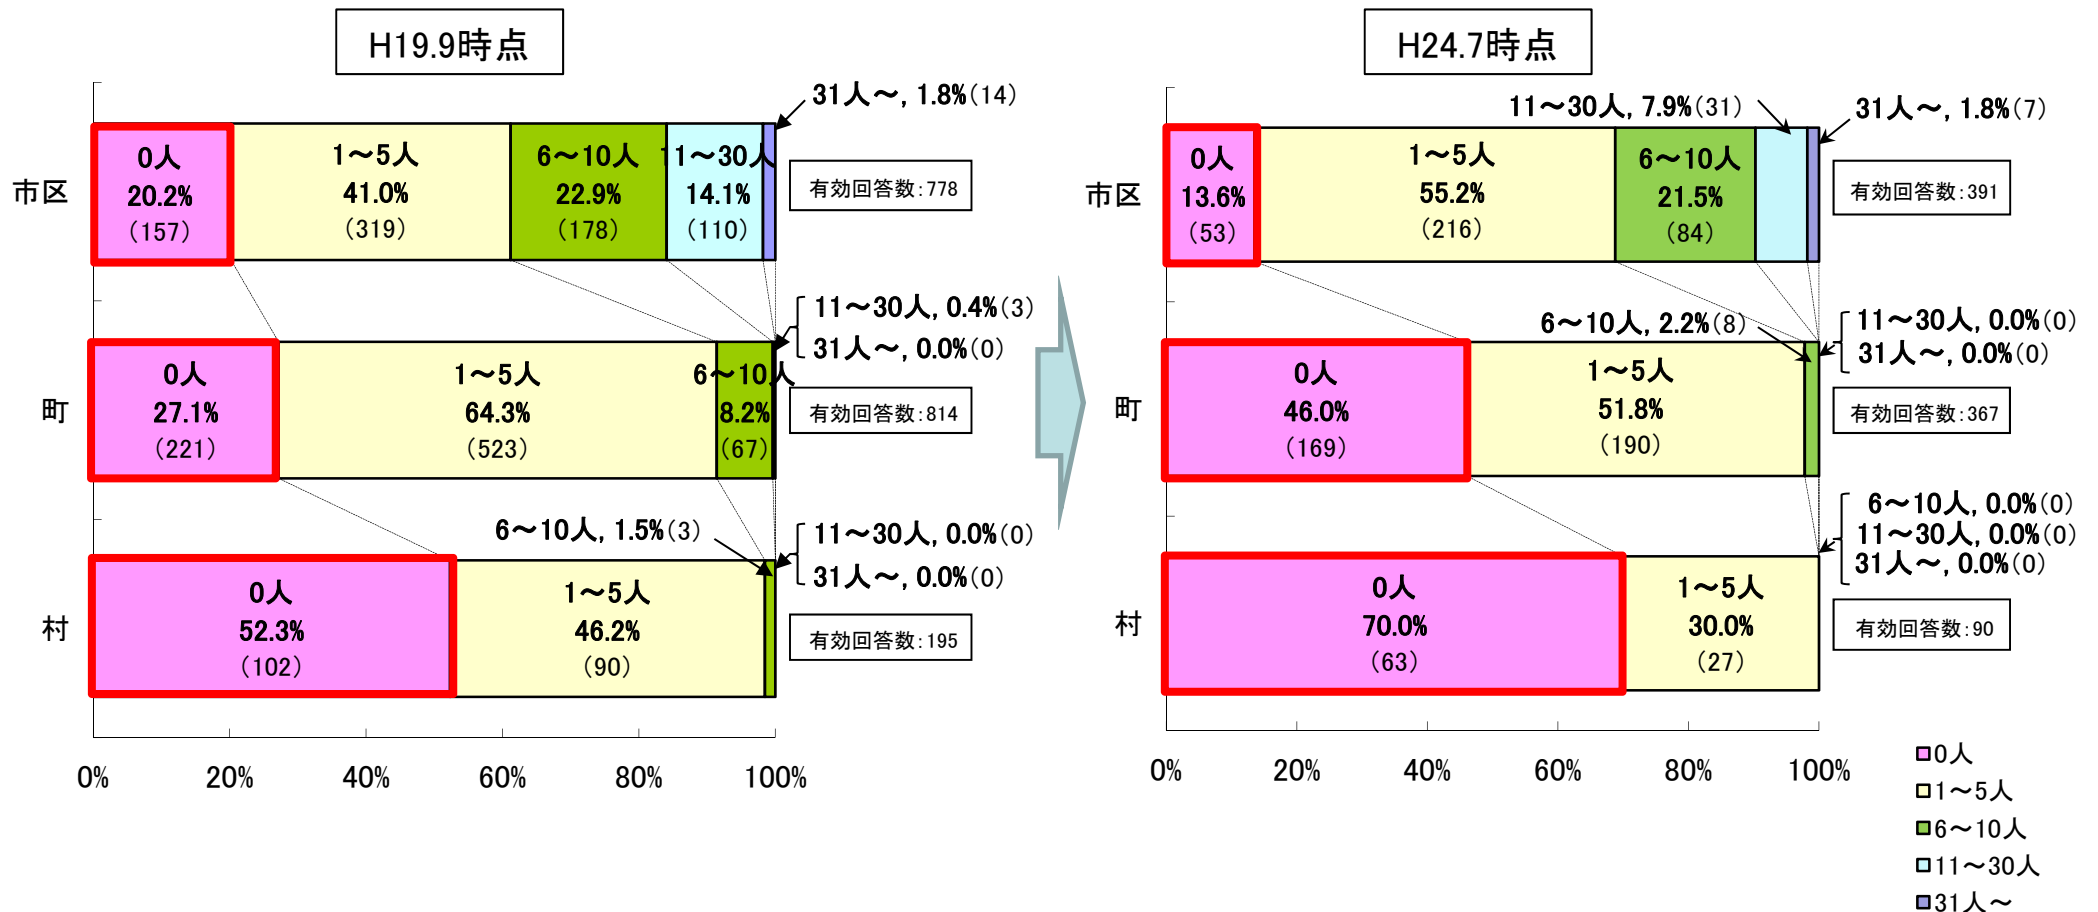 H19.9時点
31人～, 1.8%(14)
市区
0人
20.2%
(157)
1～5人
41.0%
(319)
6～10人
22.9%
(178)
11～30人
14.1%
(110)
有効回答数:778
11～30人, 0.4%(3)
31人～, 0.0%(0)
町
0人
27.1%
(221)
1～5人
64.3%
(523)
6～10人
8.2%
(67)
有効回答数:814
6～10人, 1.5%(3)
11～30人, 0.0%(0)
31人～, 0.0%(0)
村
0人
52.3%
(102)
1～5人
46.2%
(90)
有効回答数:195
0%
20%
40%
60%
80%
100%
H24.7時点
11～30人, 7.9%(31)
31人～, 1.8%(7)
市区
0人
13.6%
(53)
1～5人
55.2%
(216)
6～10人
21.5%
(84)
有効回答数:391
6～10人, 2.2%(8)
11～30人, 0.0%(0)
31人～, 0.0%(0)
町
0人
46.0%
(169)
1～5人
51.8%
(190)
有効回答数:367
6～10人, 0.0%(0)
11～30人, 0.0%(0)
31人～, 0.0%(0)
村
0人
70.0%
(63)
1～5人
30.0%
(27)
有効回答数:90
0%
20%
40%
60%
80%
100%
0人
1～5人
6～10人
11～30人
31人～